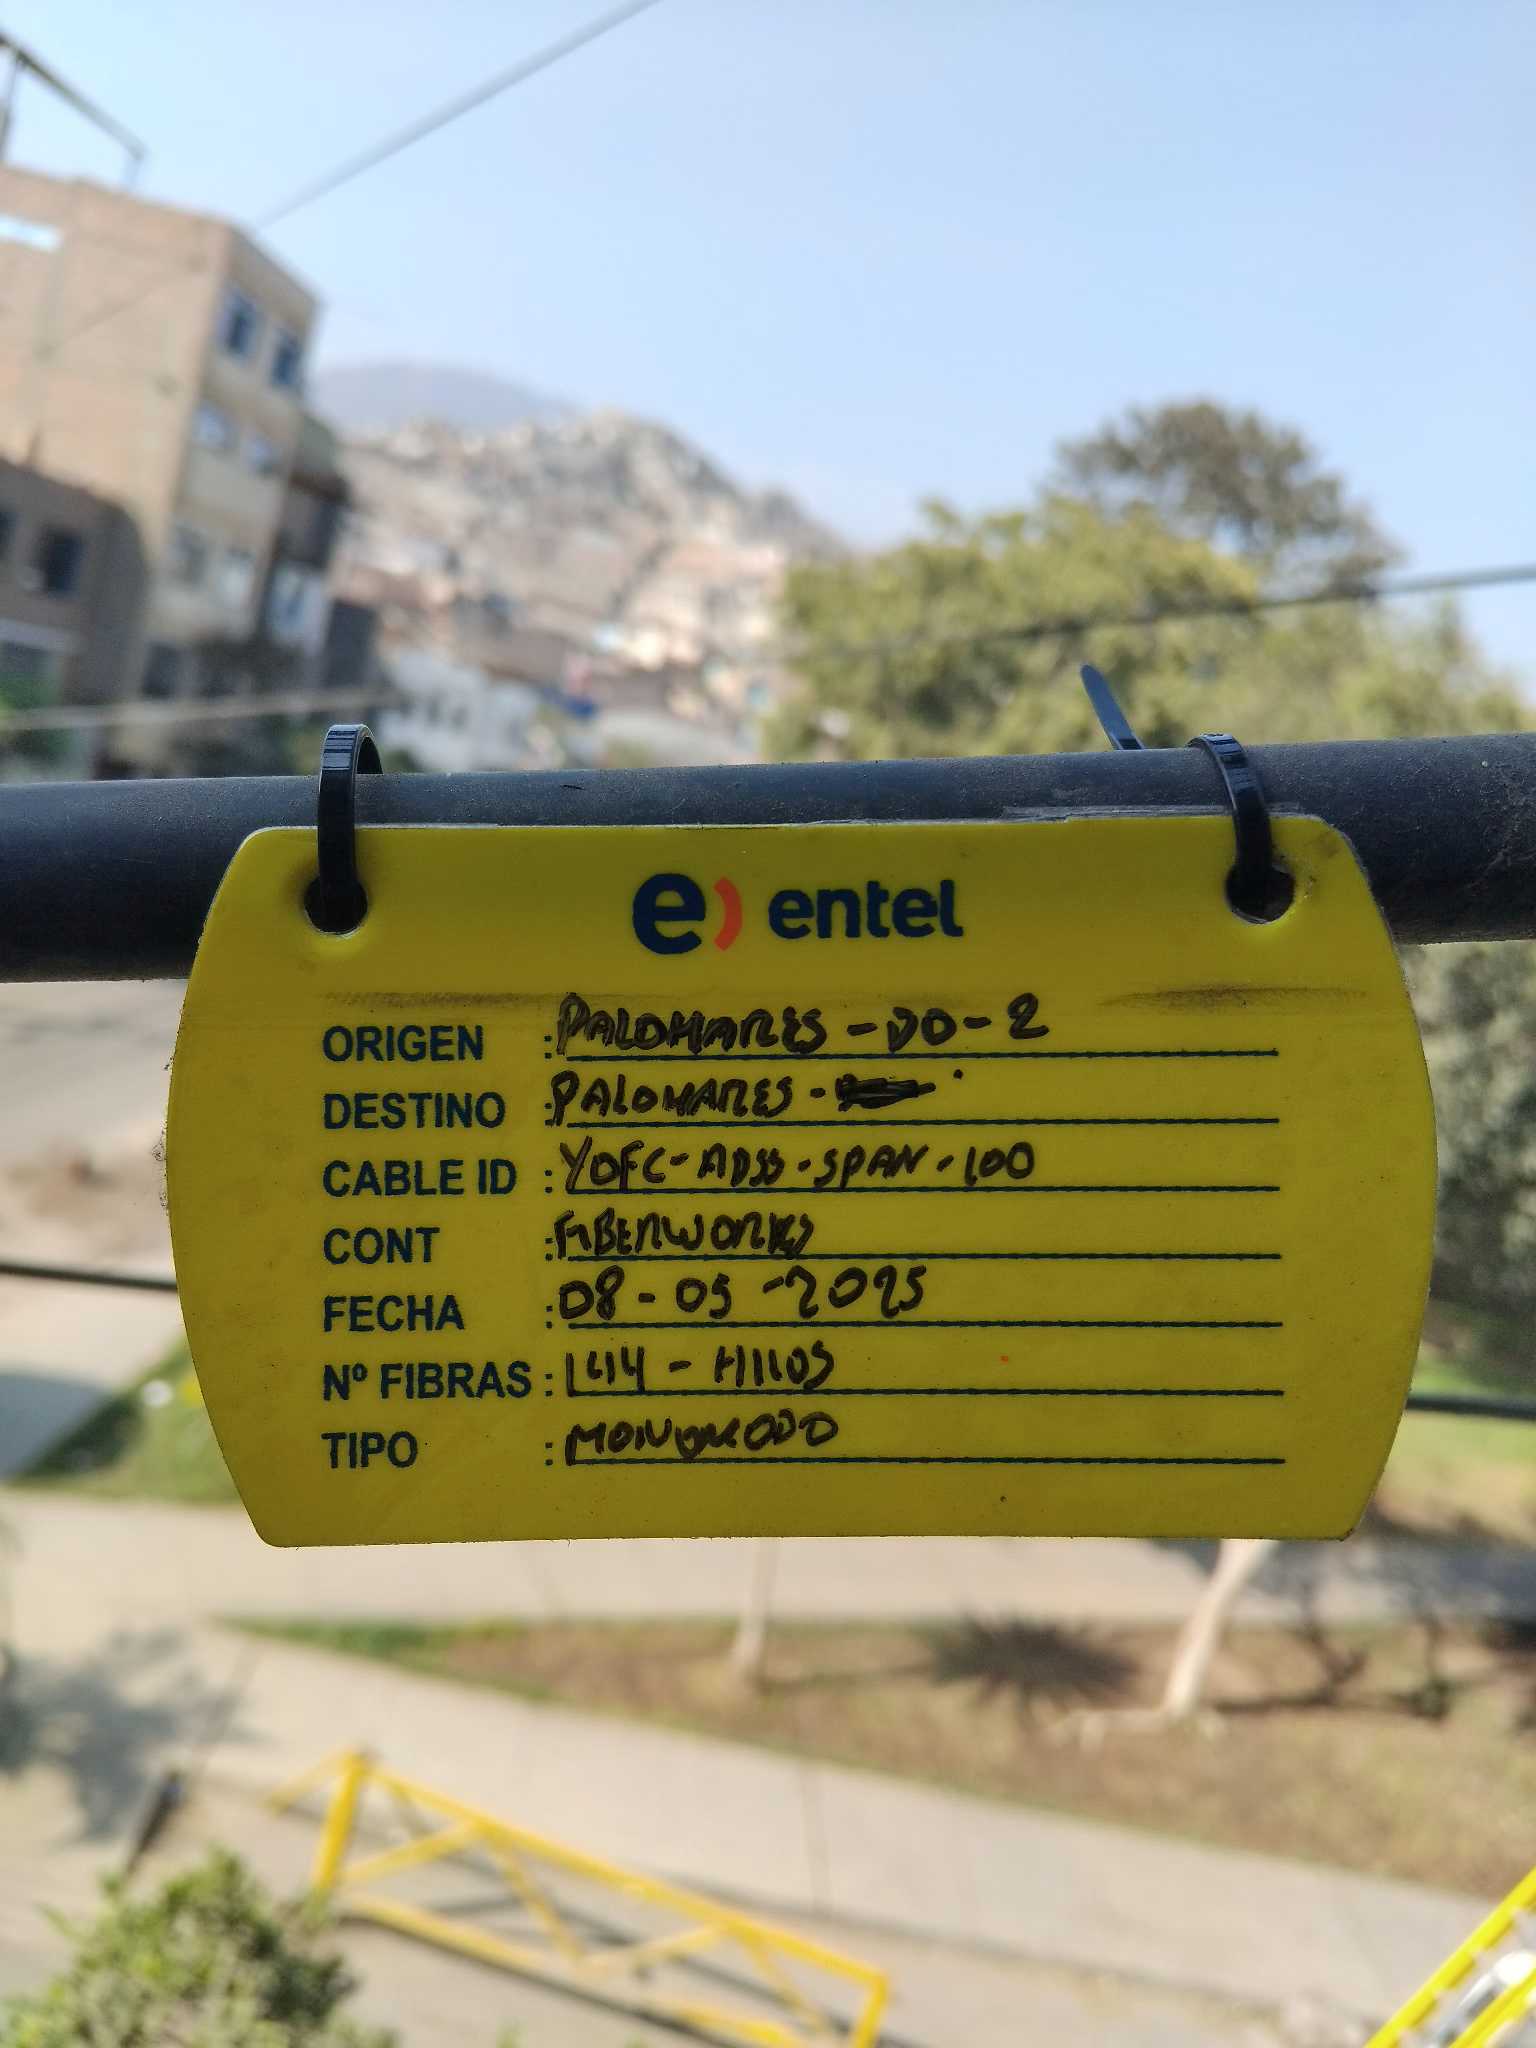 e) entel
ORIGEN : PALOMARES - DO - 2
DESTINO : PALOMARES -
CABLE ID : YOFC - ADSS - SPAN - 100
CONT : FIBERWORKS
FECHA : 08 - 05 - 2025
Nº FIBRAS : 144 - HILOS
TIPO : MONOMODO